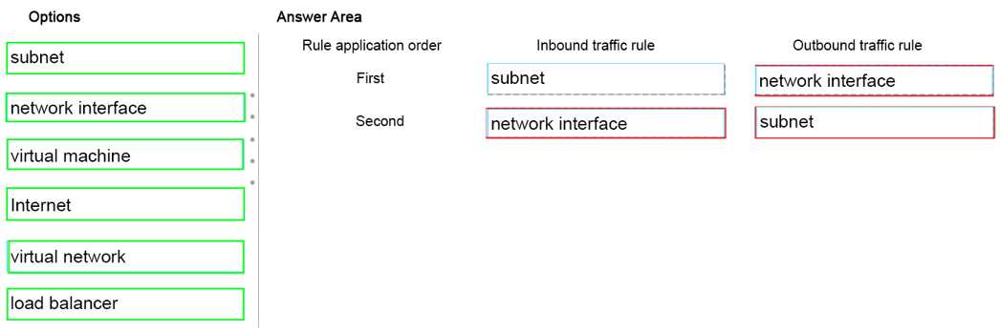 Options
subnet
network interface
virtual machine
Internet
virtual network
load balancer
Answer Area
Rule application order Inbound traffic rule Outbound traffic rule
First subnet network interface
Second network interface subnet